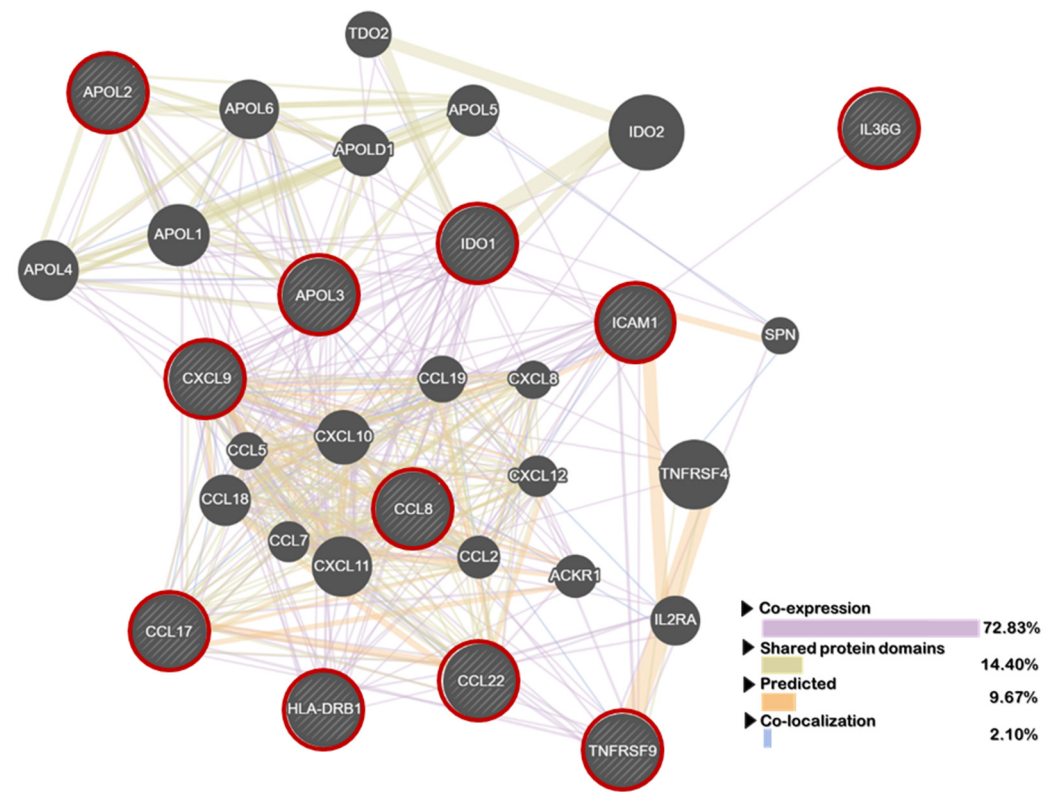 TDO2
APOL2
APOL6
APOL5
IDO2
IL36G
APOLD1
APOL1
IDO1
APOL4
APOL3
ICAM1
SPN
CXCL9
CCL19
CXCL8
CXCL10
CCL5
CXCL12
TNFRSF4
CCL18
CCL8
CCL7
CXCL11
CCL2
ACKR1
IL2RA
CCL17
CCL22
HLA-DRB1
TNFRSF9
Co-expression
72.83%
Shared protein domains
14.40%
Predicted
9.67%
Co-localization
2.10%